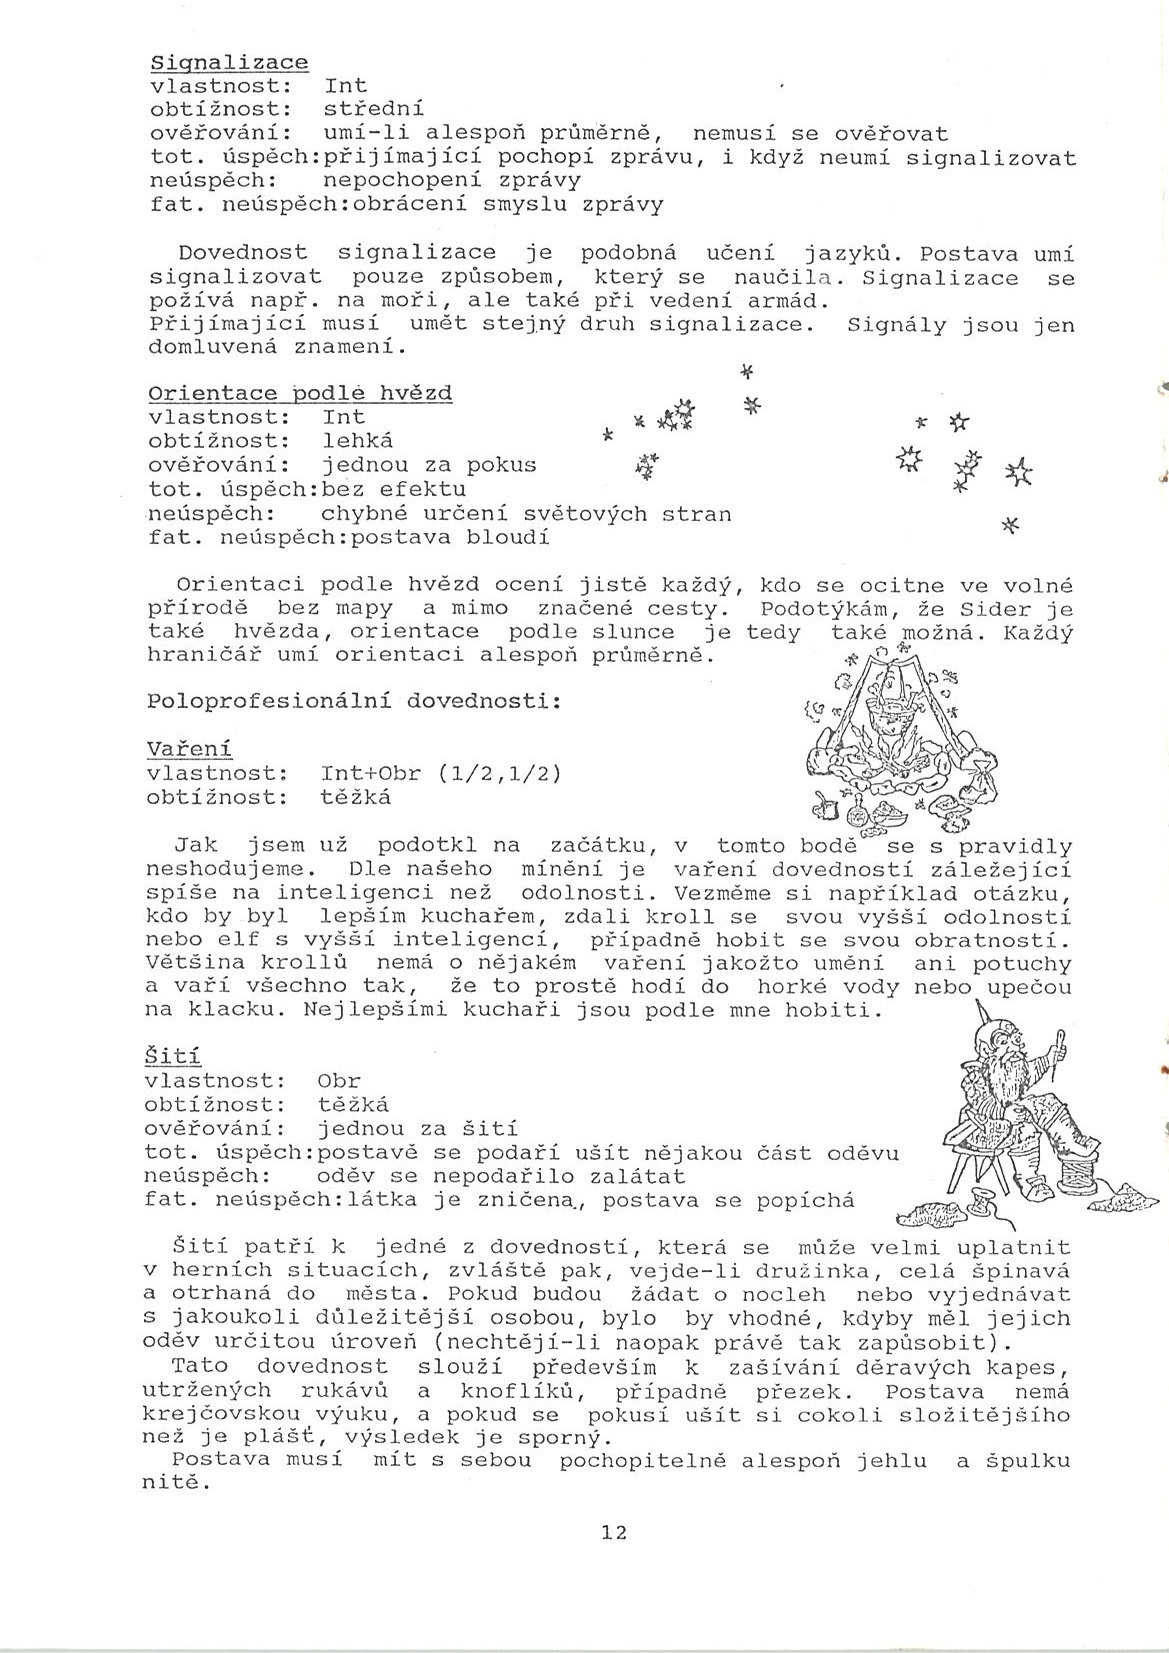 Signalizace
vlastnost: Int
obtížnost: střední
ověřování: umí-li alespoň průměrně, nemusí se ověřovat
tot. úspěch:přijímající pochopí zprávu, i když neumí signalizovat
neúspěch: nepochopení zprávy
fat. neúspěch:obrácení smyslu zprávy
Dovednost signalizace je podobná učení jazyků. Postava umí
signalizovat pouze způsobem, který se naučila. Signalizace se
požívá např. na moři, ale také při vedení armád.
Přijímající musí umět stejný druh signalizace. Signály jsou jen
domluvená znamení.
Orientace podle hvězd
vlastnost: Int
obtížnost: lehká
ověřování: jednou za pokus
tot. úspěch:bez efektu
neúspěch: chybné určení světových stran
fat. neúspěch:postava bloudí
Orientaci podle hvězd ocení jistě každý, kdo se ocitne ve volné
přírodě bez mapy a mimo značené cesty. Podotýkám, že Sider je
také hvězda, orientace podle slunce je tedy také možná. Každý
hraničář umí orientaci alespoň průměrně.
Poloprofesionální dovednosti:
Vaření
vlastnost: Int+Obr (1/2,1/2)
obtížnost: těžká
Jak jsem už podotkl na začátku, v tomto bodě se s pravidly
neshodujeme. Dle našeho mínění je vaření dovedností záležející
spíše na inteligenci než odolnosti. Vezměme si například otázku,
kdo by byl lepším kuchařem, zdali kroll se svou vyšší odolností
nebo elf s vyšší inteligencí, případně hobit se svou obratností.
Většina krollů nemá o nějakém vaření jakožto umění ani potuchy
a vaří všechno tak, že to prostě hodí do horké vody nebo upečou
na klacku. Nejlepšími kuchaři jsou podle mne hobiti.
Šití
vlastnost: Obr
obtížnost: těžká
ověřování: jednou za šití
tot. úspěch:postavě se podaří ušít nějakou část oděvu
neúspěch: oděv se nepodařilo zalátat
fat. neúspěch:látka je zničena, postava se popíchá
Šití patří k jedné z dovedností, která se může velmi uplatnit
v herních situacích, zvláště pak, vejde-li družinka, celá špinavá
a otrhaná do města. Pokud budou žádat o nocleh nebo vyjednávat
s jakoukoli důležitější osobou, bylo by vhodné, kdyby měl jejich
oděv určitou úroveň (nechtějí-li naopak právě tak zapůsobit).
Tato dovednost slouží především k zašívání děravých kapes,
utržených rukávů a knoflíků, případně přezek. Postava nemá
krejčovskou výuku, a pokud se pokusí ušít si cokoli složitějšího
než je plášť, výsledek je sporný.
Postava musí mít s sebou pochopitelně alespoň jehlu a špulku
nitě.
12